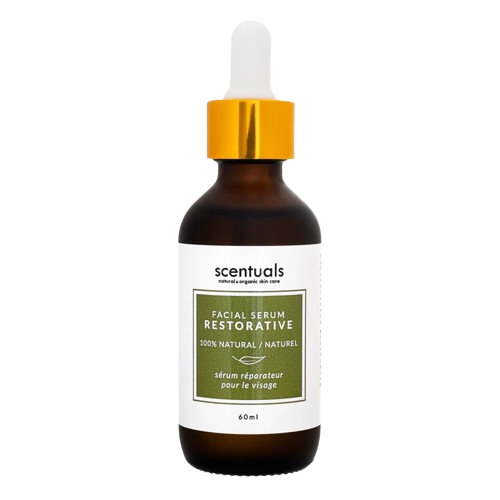 scentuals
natural & organic skin care
FACIAL SERUM
RESTORATIVE
100% NATURAL / NATUREL
sérum réparateur
pour le visage
60ml